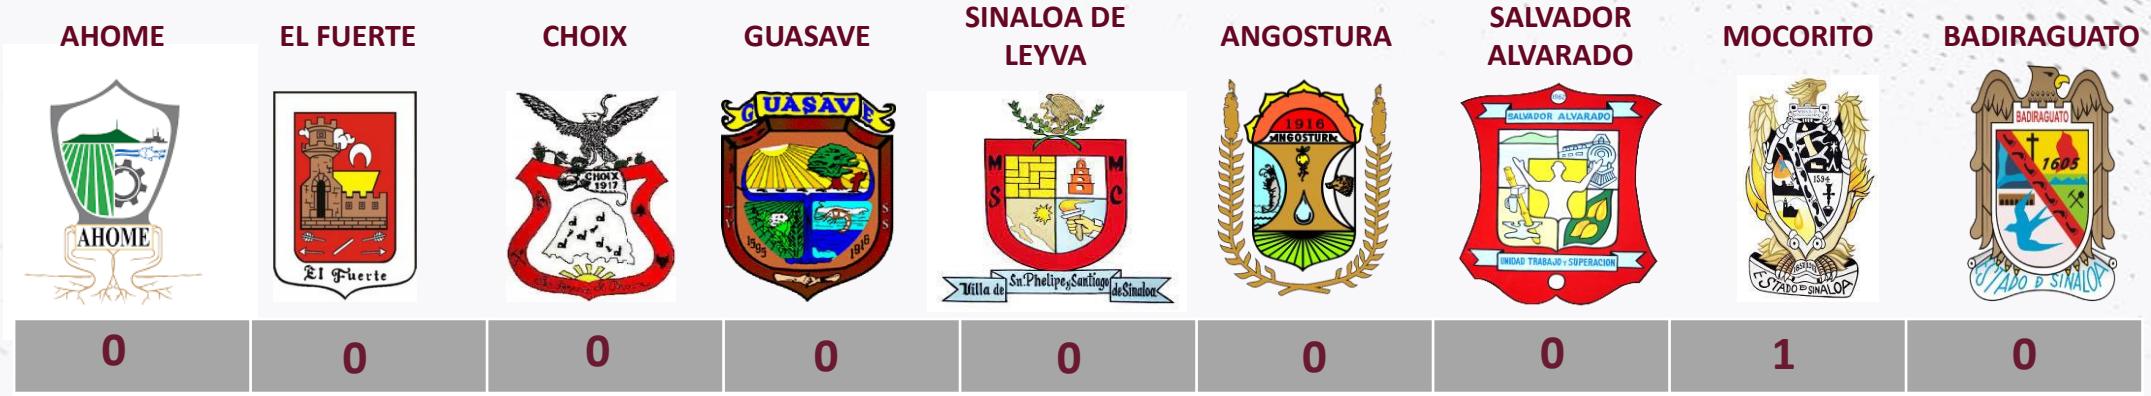 AHOME
EL FUERTE
CHOIX
GUASAVE
SINALOA DE
LEYVA
ANGOSTURA
SALVADOR
ALVARADO
MOCORITO
BADIRAGUATO
AHOME
El Fuerte
CHOIX
1917
GUASAVE
1595
1916
M M
S C
Villa de Sn. Phelipe y Santiago de Sinaloa
1916
ANGOSTURA
1962
SALVADOR ALVARADO
UNIDAD TRABAJO Y SUPERACION
1594
ESTADO D SINALOA
BADIRAGUATO
1605
ESTADO D SINALOA
0 0 0 0 0 0 0 1 0